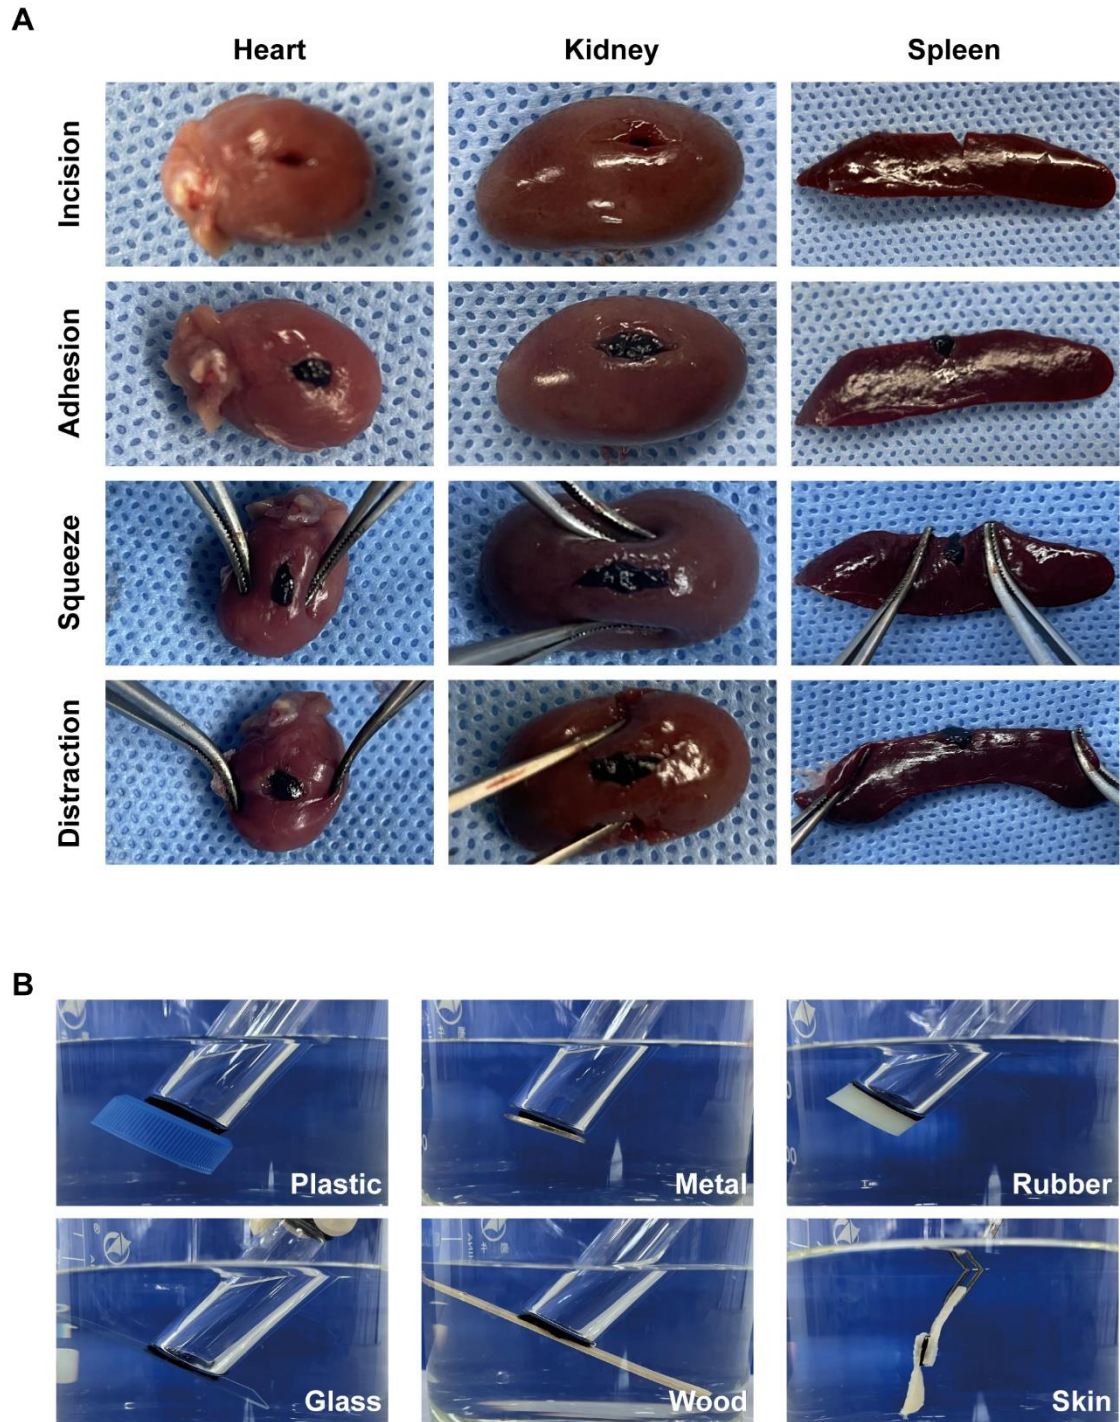 A
Heart Kidney Spleen
Incision
Adhesion
Squeeze
Distraction
B
Plastic Metal Rubber
Glass Wood Skin